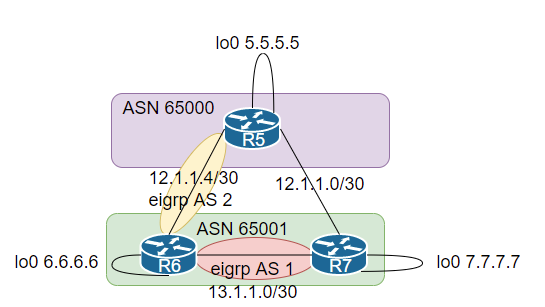 lo0 5.5.5.5
ASN 65000
R5
12.1.1.4/30
12.1.1.0/30
eigrp AS 2
ASN 65001
lo0 6.6.6.6
R6
eigrp AS 1
R7
lo0 7.7.7.7
13.1.1.0/30